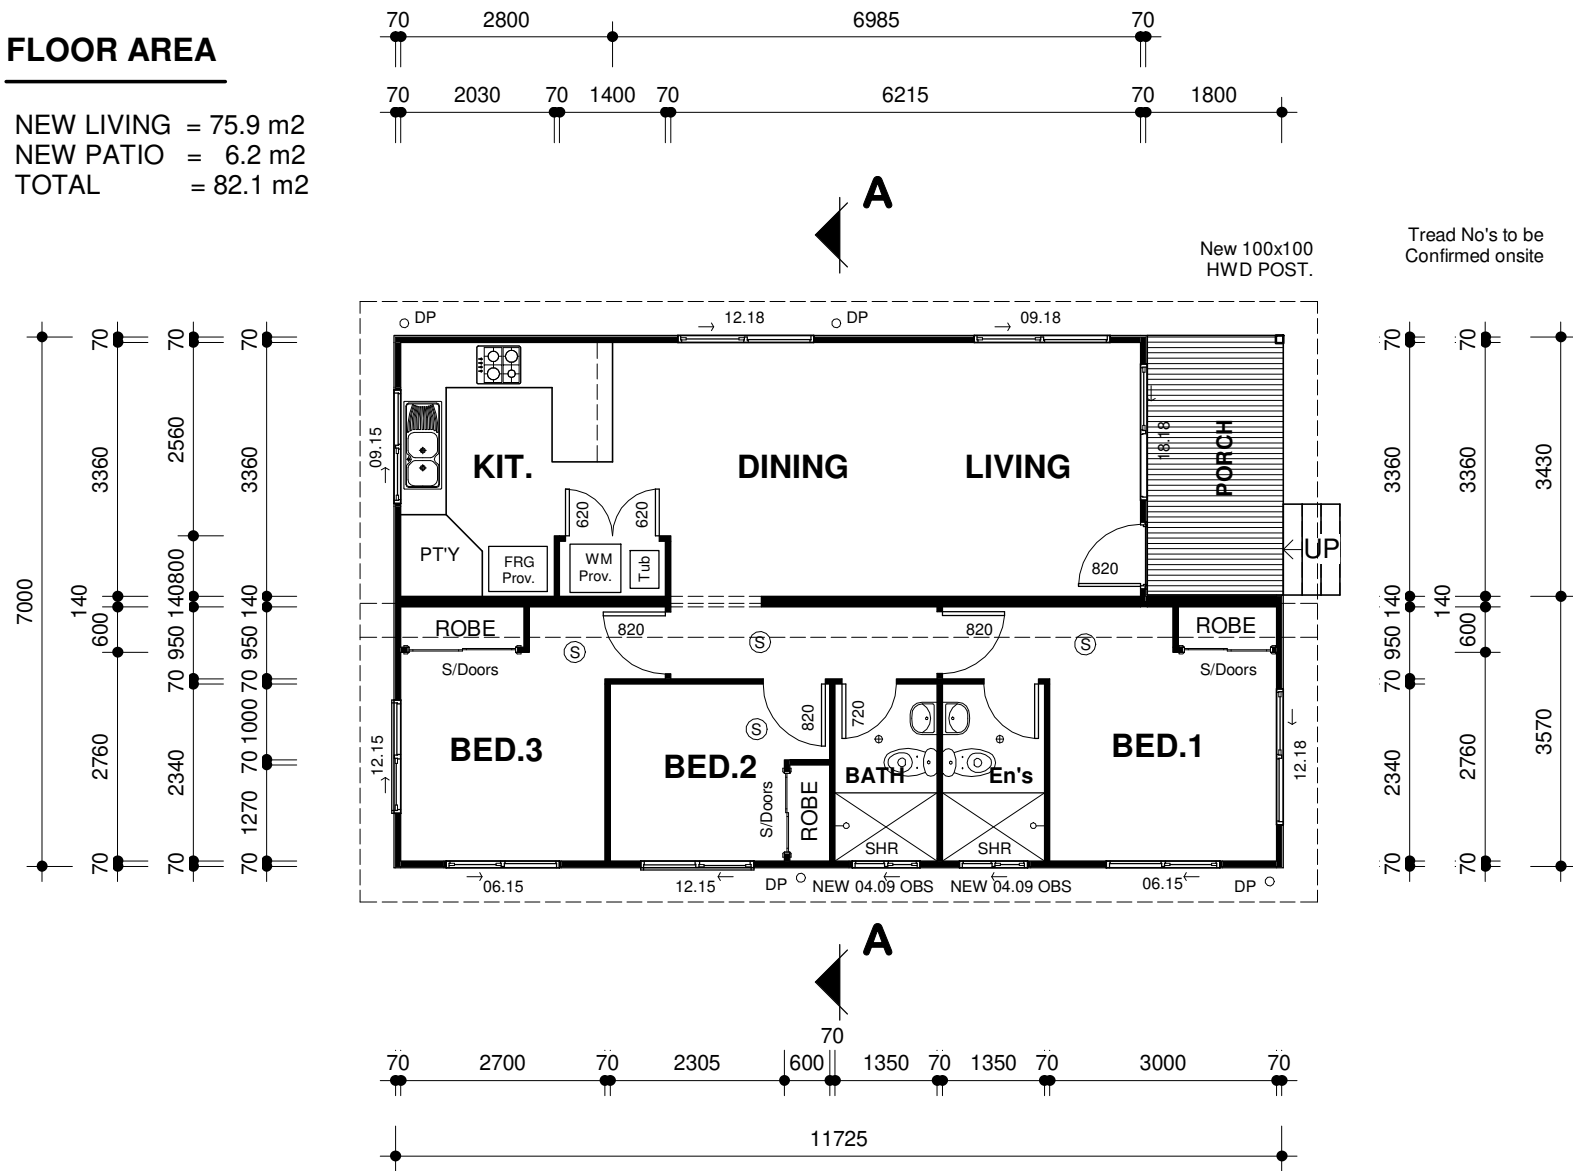 70 2800 6985 70
FLOOR AREA
70 2030 70 1400 70 6215 70 1800
NEW LIVING = 75.9 m2
NEW PATIO = 6.2 m2
TOTAL = 82.1 m2
A
New 100x100
HWD POST.
Tread No's to be
Confirmed onsite
DP 12.18 DP 09.18
70 70 70
7000
3360 2560 3360
140 800
600 140 140
950 950
70 70
2760 2340 1000
70
1270
70 70 70
09.15
KIT. DINING LIVING
18.18
PORCH
620 620
PT'Y
FRG
Prov.
WM
Prov.
Tub
820
UP
ROBE
S/Doors
820
S
S
820
S
ROBE
S/Doors
12.15
BED.3
BED.2
S
820
S/Doors
ROBE
720
BATH
SHR
En's
SHR
BED.1
12.18
06.15 12.15 DP NEW 04.09 OBS NEW 04.09 OBS 06.15 DP
70 70
3360 3360 3430
140 140
950 600
70
2340 2760 3570
70 70
A
70
70 2700 70 2305 600 1350 70 1350 70 3000 70
11725